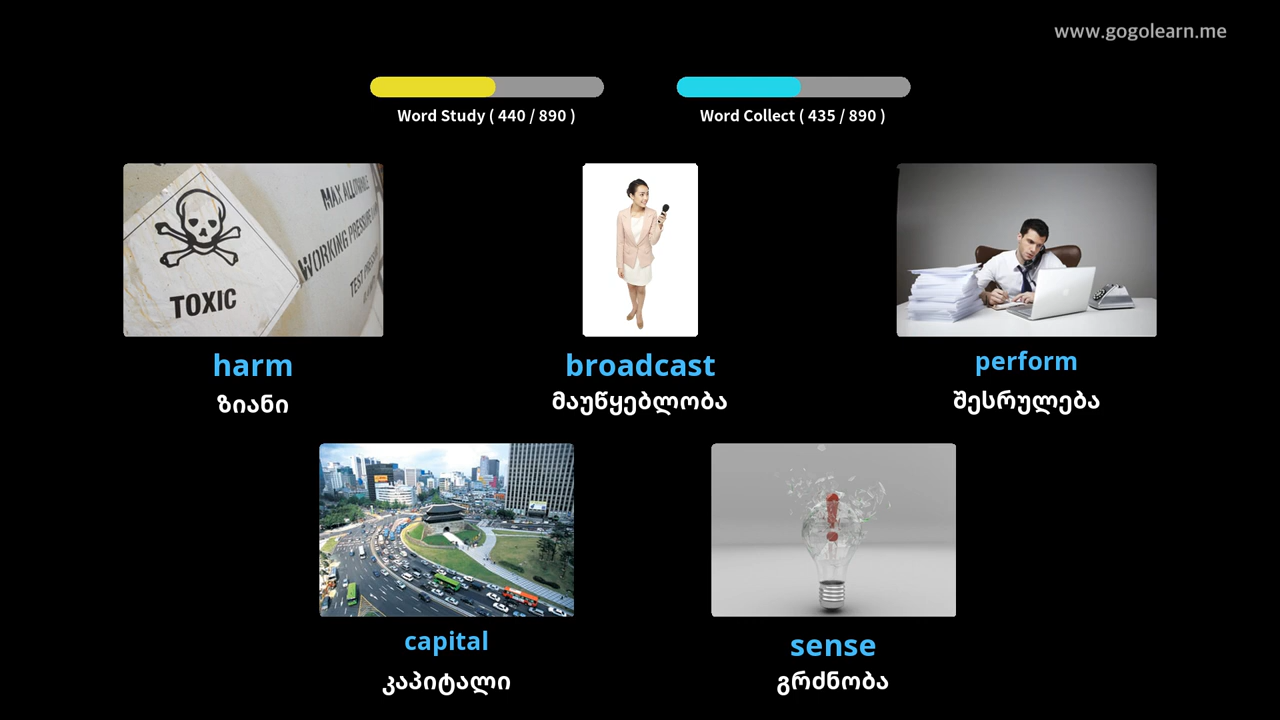 www.gogolearn.me
Word Study ( 440 / 890 )
Word Collect ( 435 / 890 )
MAX ALLOWABLE
WORKING PRESSURE
TEST
TOXIC
harm
broadcast
perform
ზიანი
მაუწყებლობა
შესრულება
capital
sense
კაპიტალი
გრძნობა